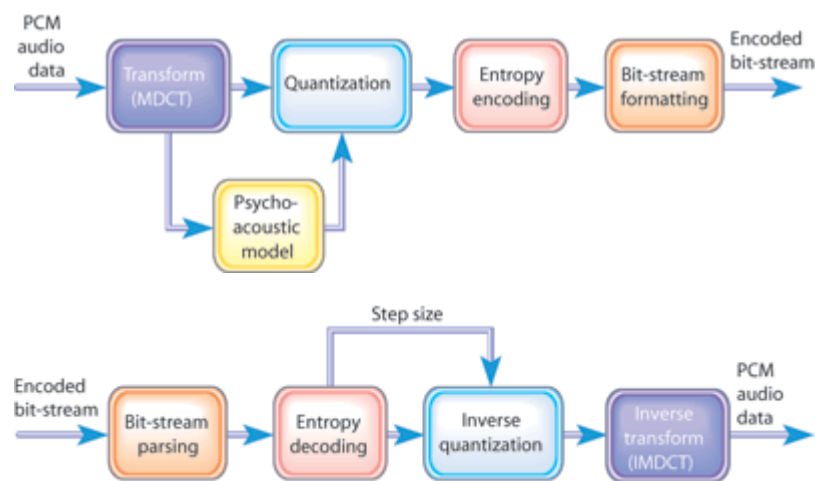 PCM
audio
data
Transform
(MDCT)
Quantization
Entropy
encoding
Bit-stream
formatting
Encoded
bit-stream
Psycho-
acoustic
model
Step size
Encoded
bit-stream
Bit-stream
parsing
Entropy
decoding
Inverse
quantization
Inverse
transform
(IMDCT)
PCM
audio
data